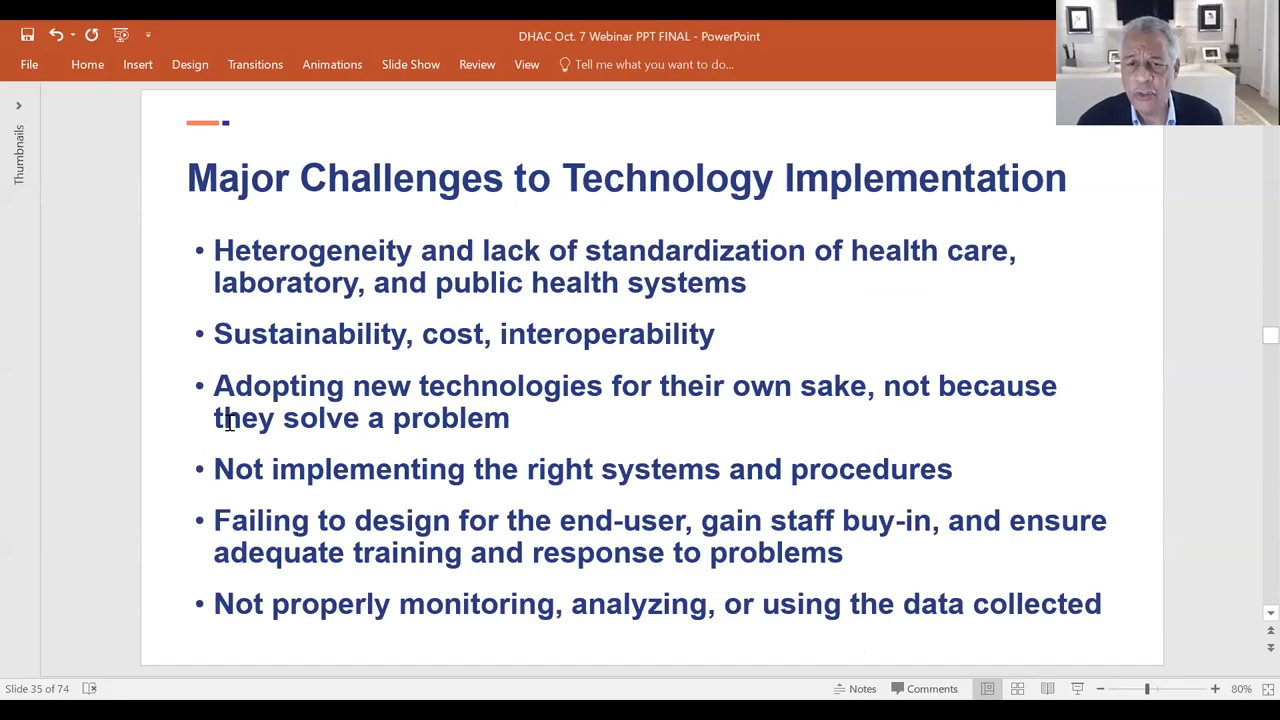 DHAC Oct. 7 Webinar PPT FINAL - PowerPoint
File Home Insert Design Transitions Animations Slide Show Review View Tell me what you want to do...
Thumbnails
Major Challenges to Technology Implementation
• Heterogeneity and lack of standardization of health care,
laboratory, and public health systems
• Sustainability, cost, interoperability
• Adopting new technologies for their own sake, not because
they solve a problem
• Not implementing the right systems and procedures
• Failing to design for the end-user, gain staff buy-in, and ensure
adequate training and response to problems
• Not properly monitoring, analyzing, or using the data collected
Slide 35 of 74 Notes Comments 80%